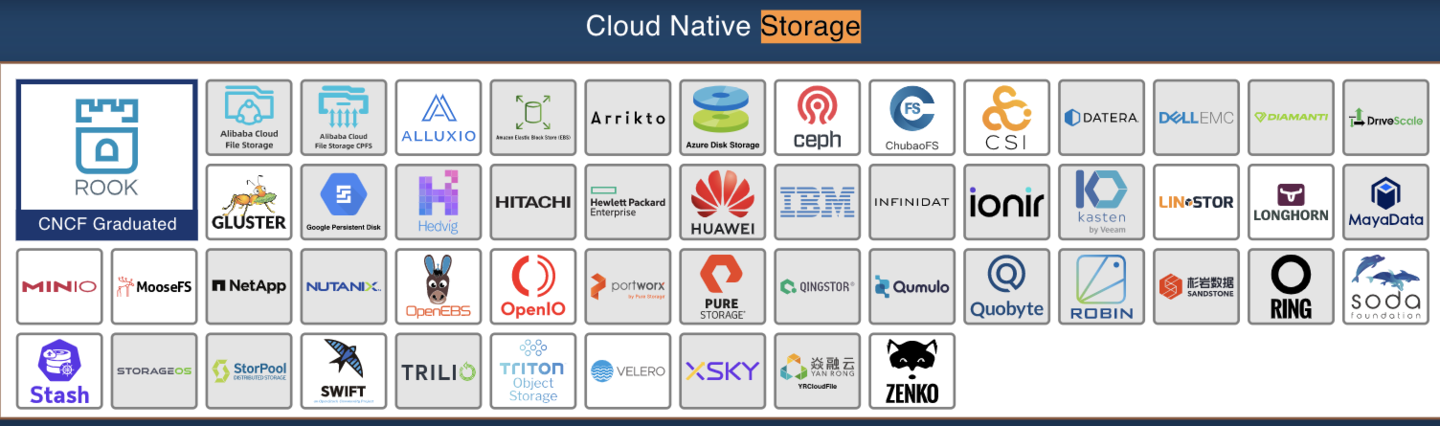 Cloud Native Storage
ROOK
CNCF Graduated
Alibaba Cloud
File Storage
Alibaba Cloud
File Storage CPFS
ALLUXIO
Amazon Elastic Block Store (EBS)
Arrikto
Azure Disk Storage
ceph
CFS
ChubaoFS
CSI
DATERA
DELLEMC
DIAMANTI
DriveScale
GLUSTER
Google Persistent Disk
Hedvig
HITACHI
Hewlett Packard
Enterprise
HUAWEI
IBM
INFINIDAT
ionir
kasten
by Veeam
LINSTOR
LONGHORN
MayaData
MINIO
MooseFS
NetApp
NUTANIX
OpenEBS
OpenIO
portworx
by Pure Storage
PURE
STORAGE®
QINGSTOR®
Qumulo
Quobyte
ROBIN
杉岩数据
SANDSTONE
RING
soda
foundation
Stash
STORAGEOS
StorPool
DISTRIBUTED STORAGE
SWIFT
TRILIO
TRITON
Object
Storage
VELERO
XSKY
焱融云
YAN RONG
YRCloudFile
ZENKO